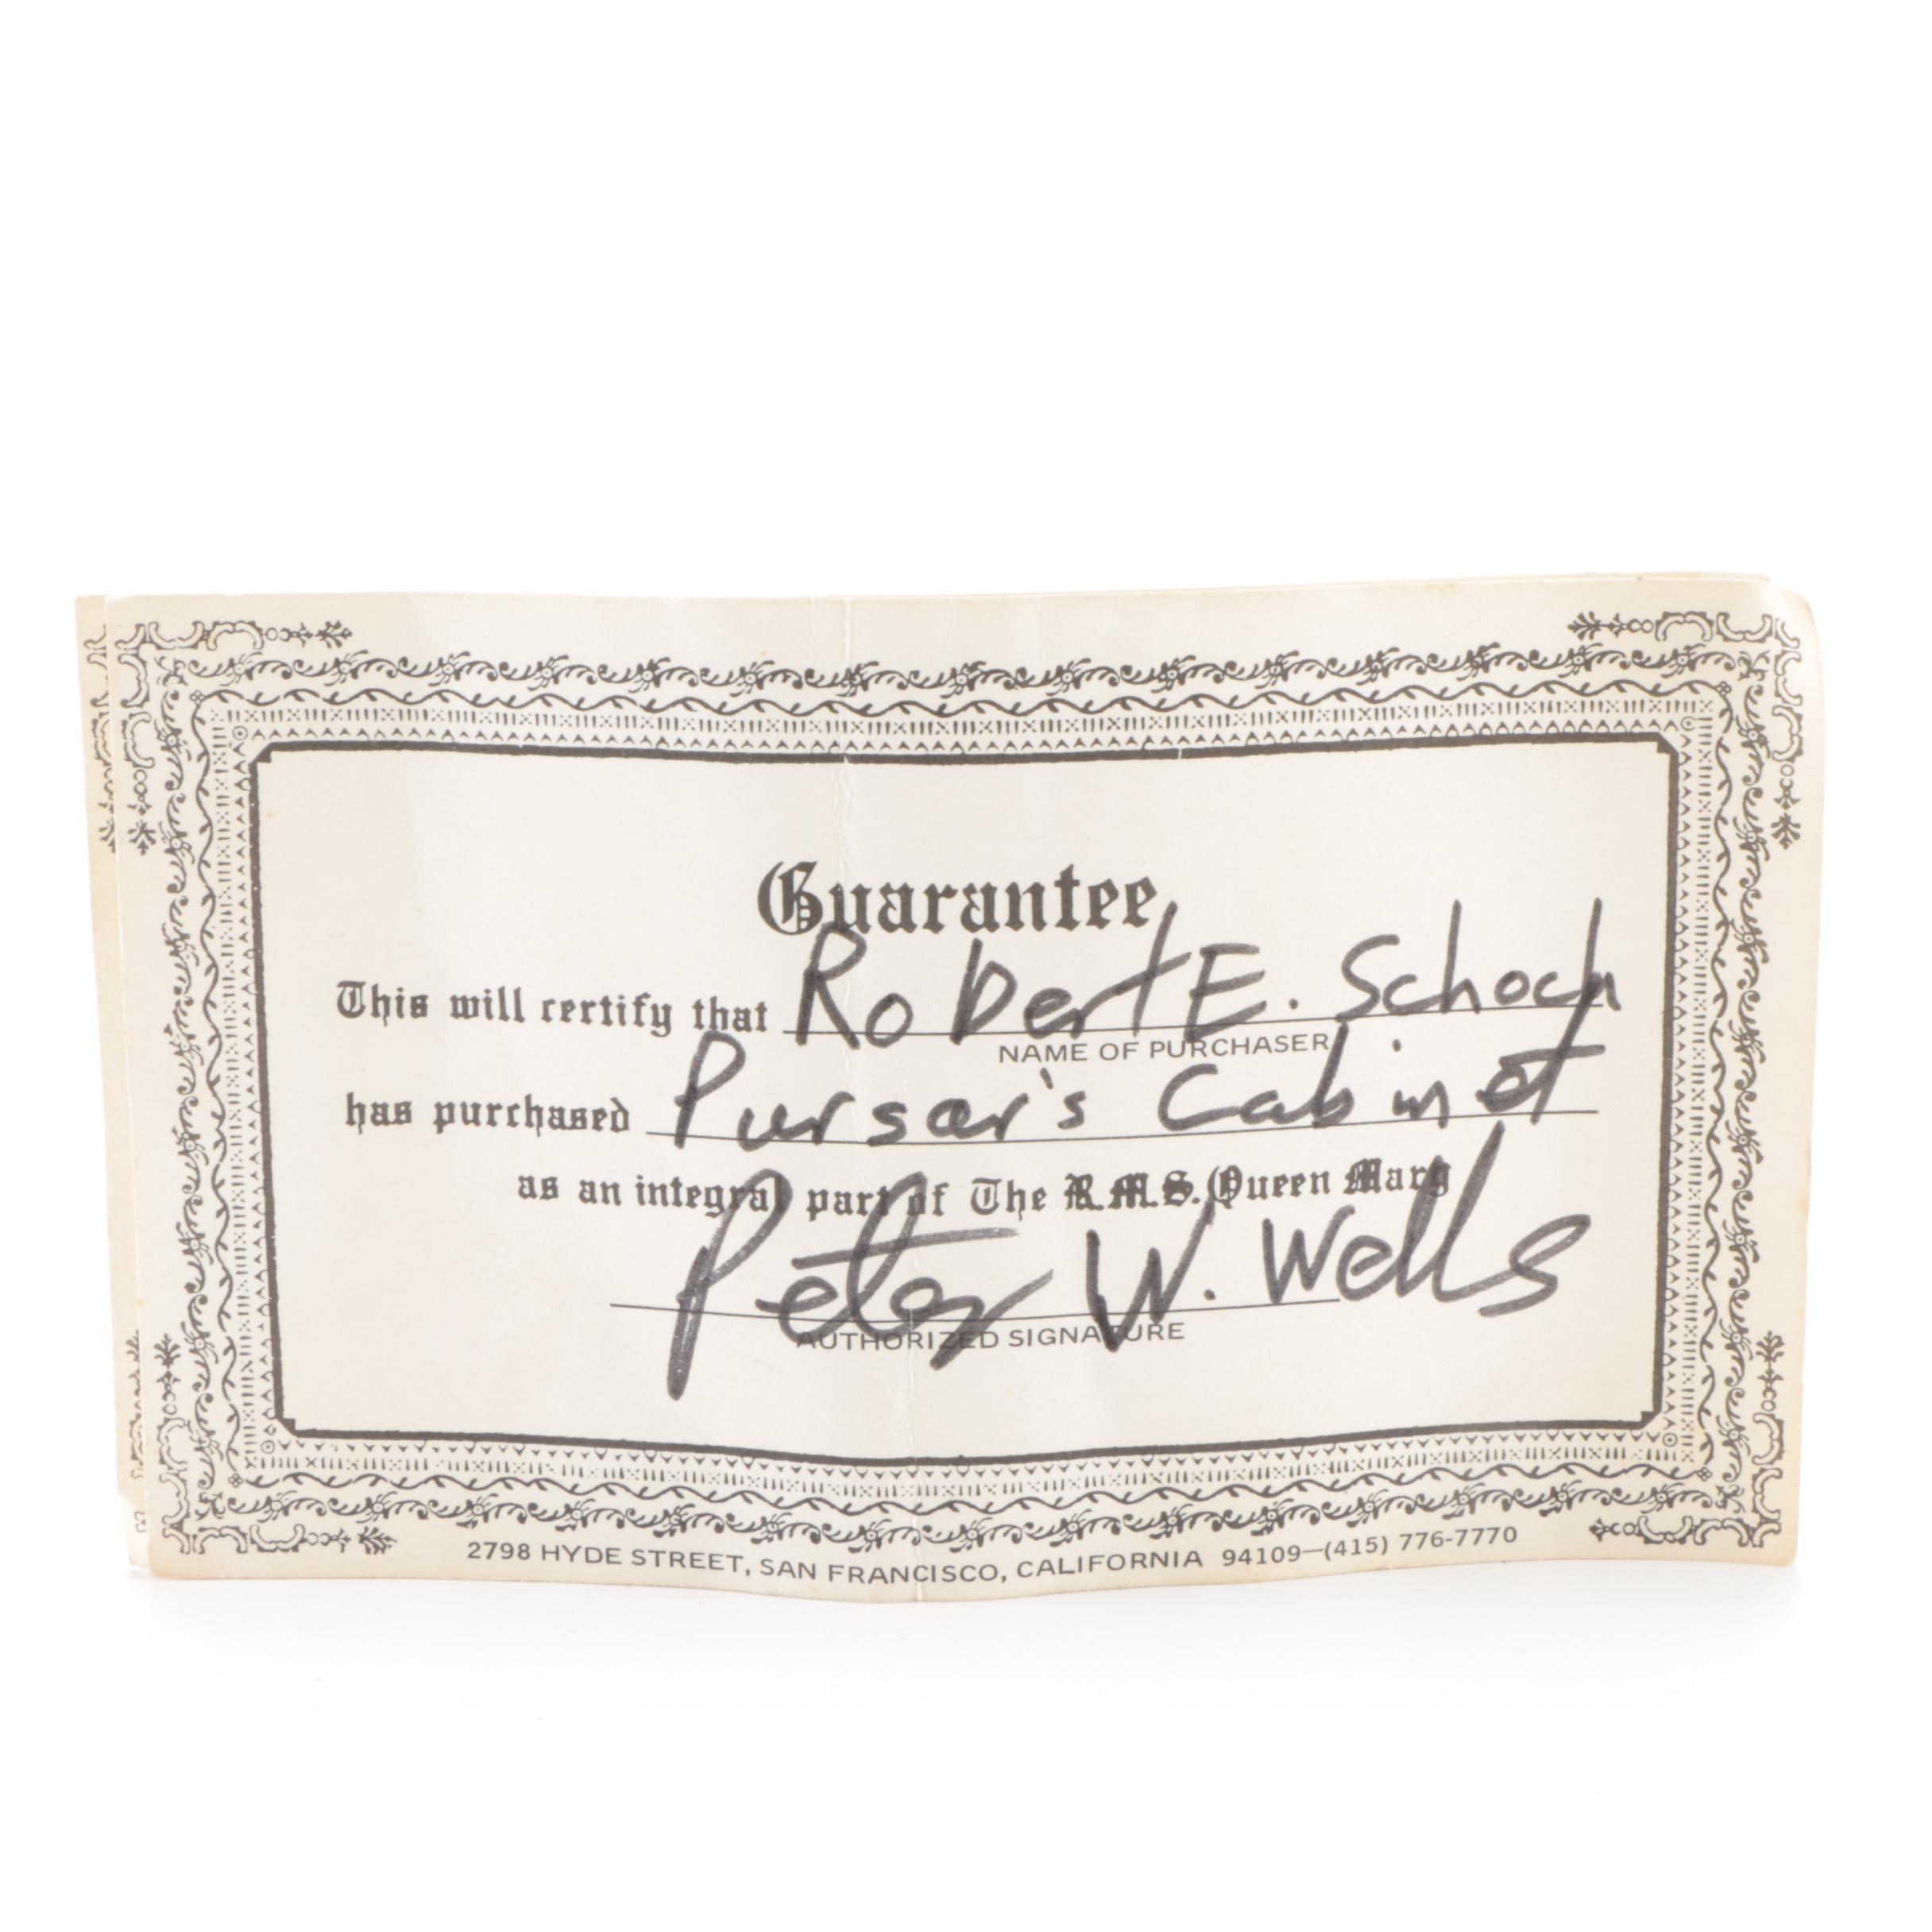 Guarantee
This will certify that Robert E. Schoch
NAME OF PURCHASER
has purchased Purser's Cabinet
as an integral part of The R.M.S. Queen Mary
Peter W. Wells
AUTHORIZED SIGNATURE
2798 HYDE STREET, SAN FRANCISCO, CALIFORNIA 94109—(415) 776-7770